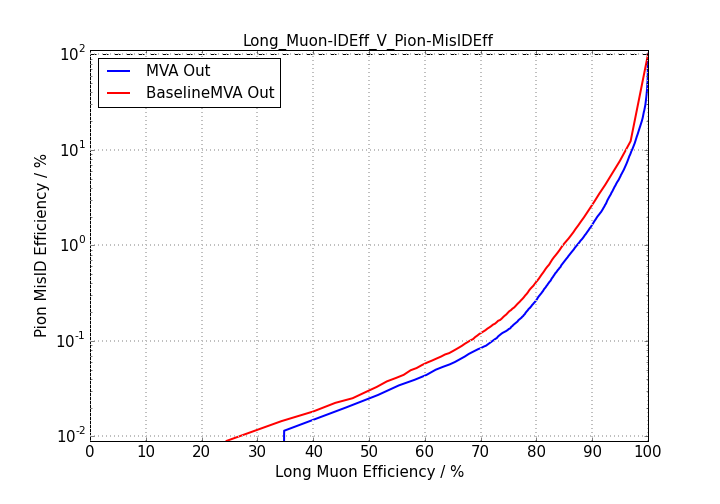 Long_Muon-IDEff_V_Pion-MisIDEff
MVA Out
BaselineMVA Out
Pion MisID Efficiency / %
10^2
10^1
10^0
10^-1
10^-2
0 10 20 30 40 50 60 70 80 90 100
Long Muon Efficiency / %